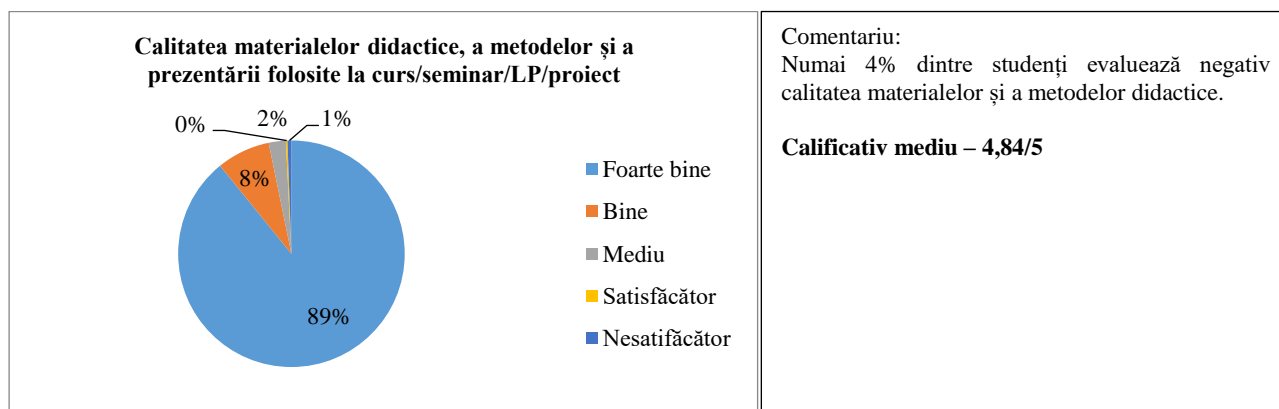 Calitatea materialelor didactice, a metodelor și a
prezentării folosite la curs/seminar/LP/proiect
0%
2%
1%
8%
89%
Foarte bine
Bine
Mediu
Satisfăcător
Nesatifăcător
Comentariu:
Numai 4% dintre studenți evaluează negativ
calitatea materialelor și a metodelor didactice.
Calificativ mediu – 4,84/5